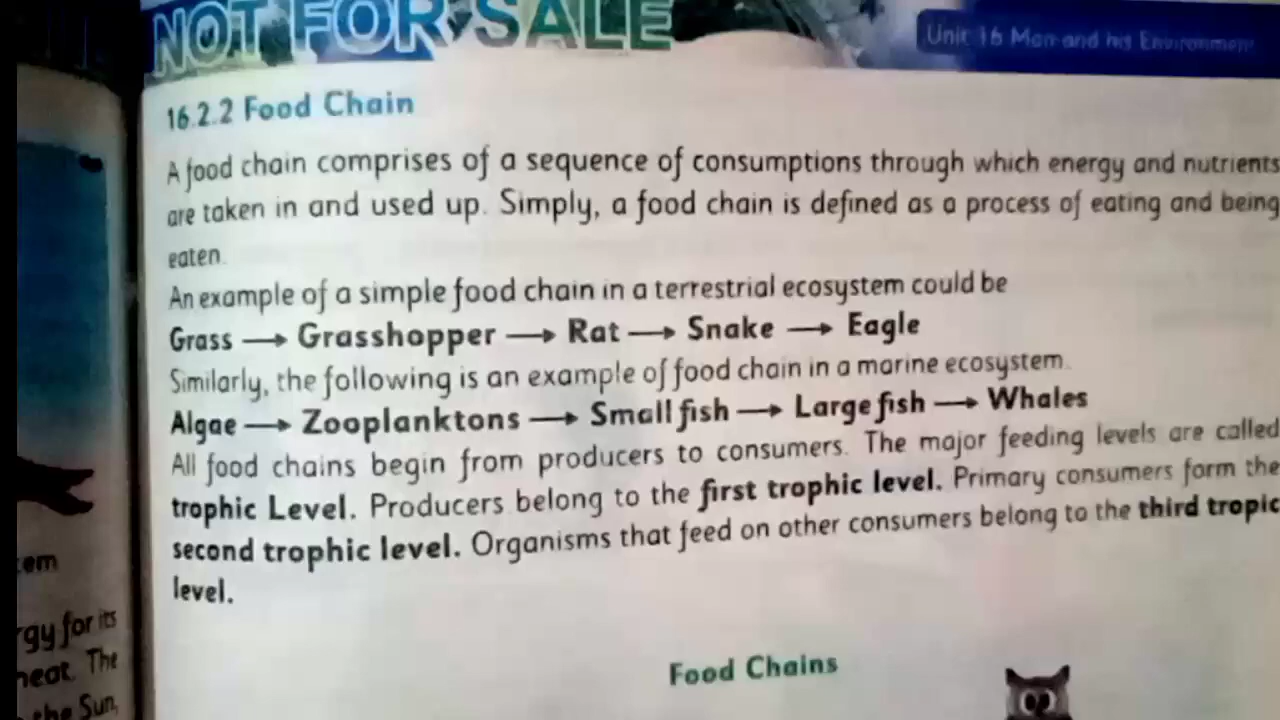 NOT FOR SALE
Unit 16 Man and his Environment
16.2.2 Food Chain
A food chain comprises of a sequence of consumptions through which energy and nutrients
are taken in and used up. Simply, a food chain is defined as a process of eating and being
eaten.
An example of a simple food chain in a terrestrial ecosystem could be
Grass → Grasshopper → Rat → Snake → Eagle
Similarly, the following is an example of food chain in a marine ecosystem.
Algae → Zooplanktons → Small fish → Large fish → Whales
All food chains begin from producers to consumers. The major feeding levels are called
trophic Level. Producers belong to the first trophic level. Primary consumers form the
second trophic level. Organisms that feed on other consumers belong to the third tropic
level.
Food Chains
for its
The
the Sun,